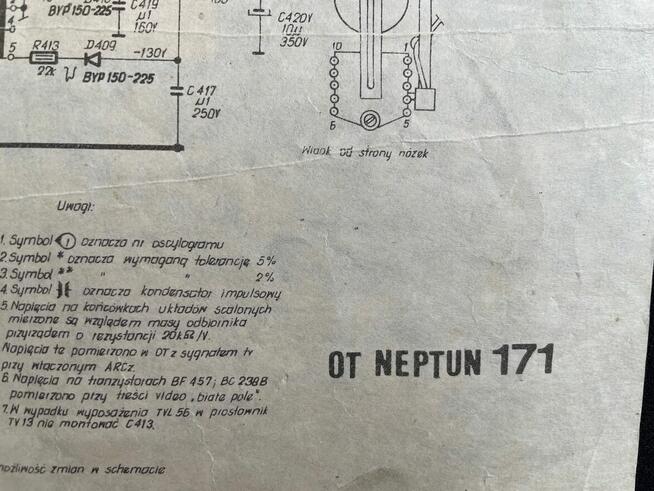 BYP150-225
C419
µ1
160V
5
R413
22k
D409
W BYP150-225
-130V
C417
µ1
250V
C420V
10µ
350V
10
1
6
5
Widok od strony nóżek
Uwagi:
1. Symbol 1 oznacza nr oscylogramu
2. Symbol * oznacza wymaganą tolerancję 5%
3. Symbol ** " " 2%
4. Symbol oznacza kondensator impulsowy
5. Napięcia na końcówkach układów scalonych
mierzone są względem masy odbiornika
przyrządem o rezystancji 20kΩ/V.
Napięcia te pomierzono w OT z sygnałem tv
przy włączonym ARCz.
6. Napięcia na tranzystorach BF 457; BC 238B
pomierzono przy treści video „białe pole".
7. W wypadku wyposażenia TVL 56 w prostownik
TV13 nie montować C413.
możliwość zmian w schemacie
OT NEPTUN 171